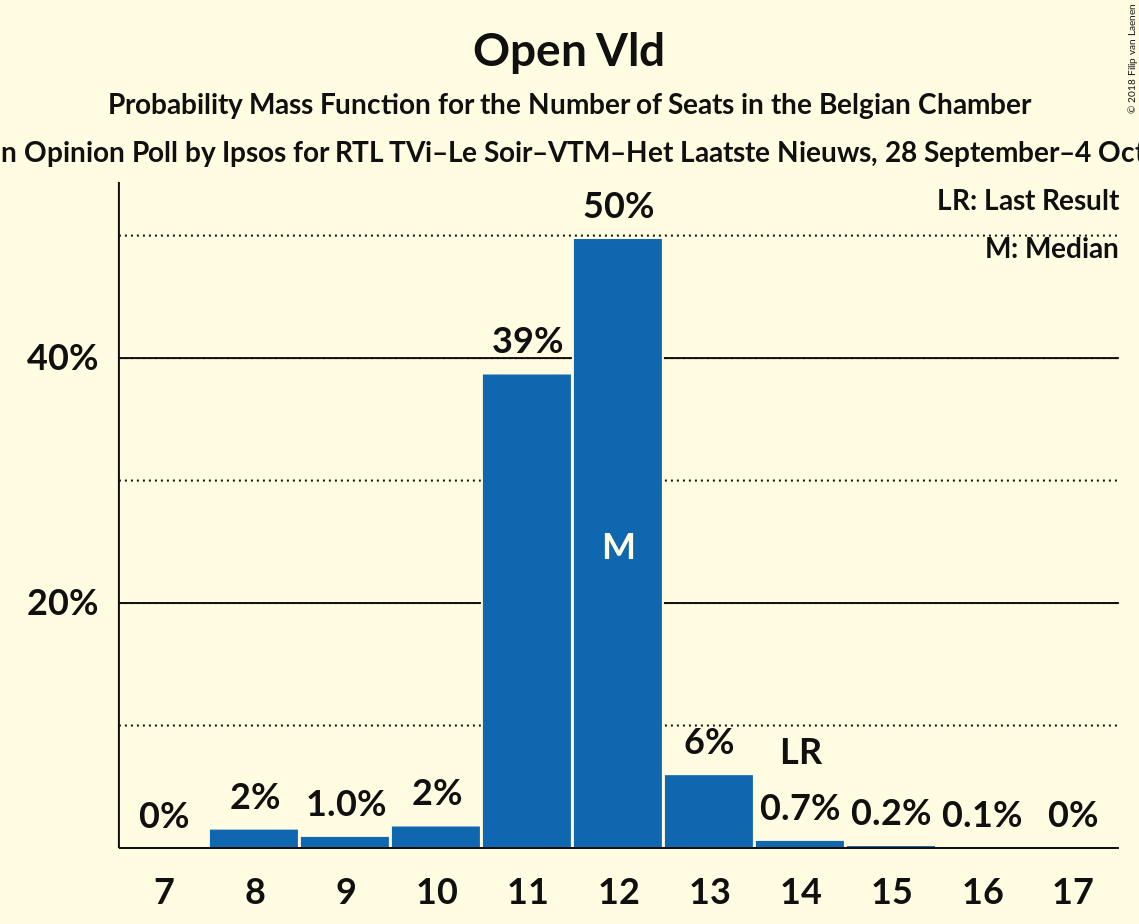 Open Vld
Probability Mass Function for the Number of Seats in the Belgian Chamber
n Opinion Poll by Ipsos for RTL TVi–Le Soir–VTM–Het Laatste Nieuws, 28 September–4 Oct
© 2018 Filip van Laenen
LR: Last Result
M: Median
50%
39%
40%
M
20%
6%
LR
0%
2%
1.0%
2%
0.7%
0.2%
0.1%
0%
7 8 9 10 11 12 13 14 15 16 17